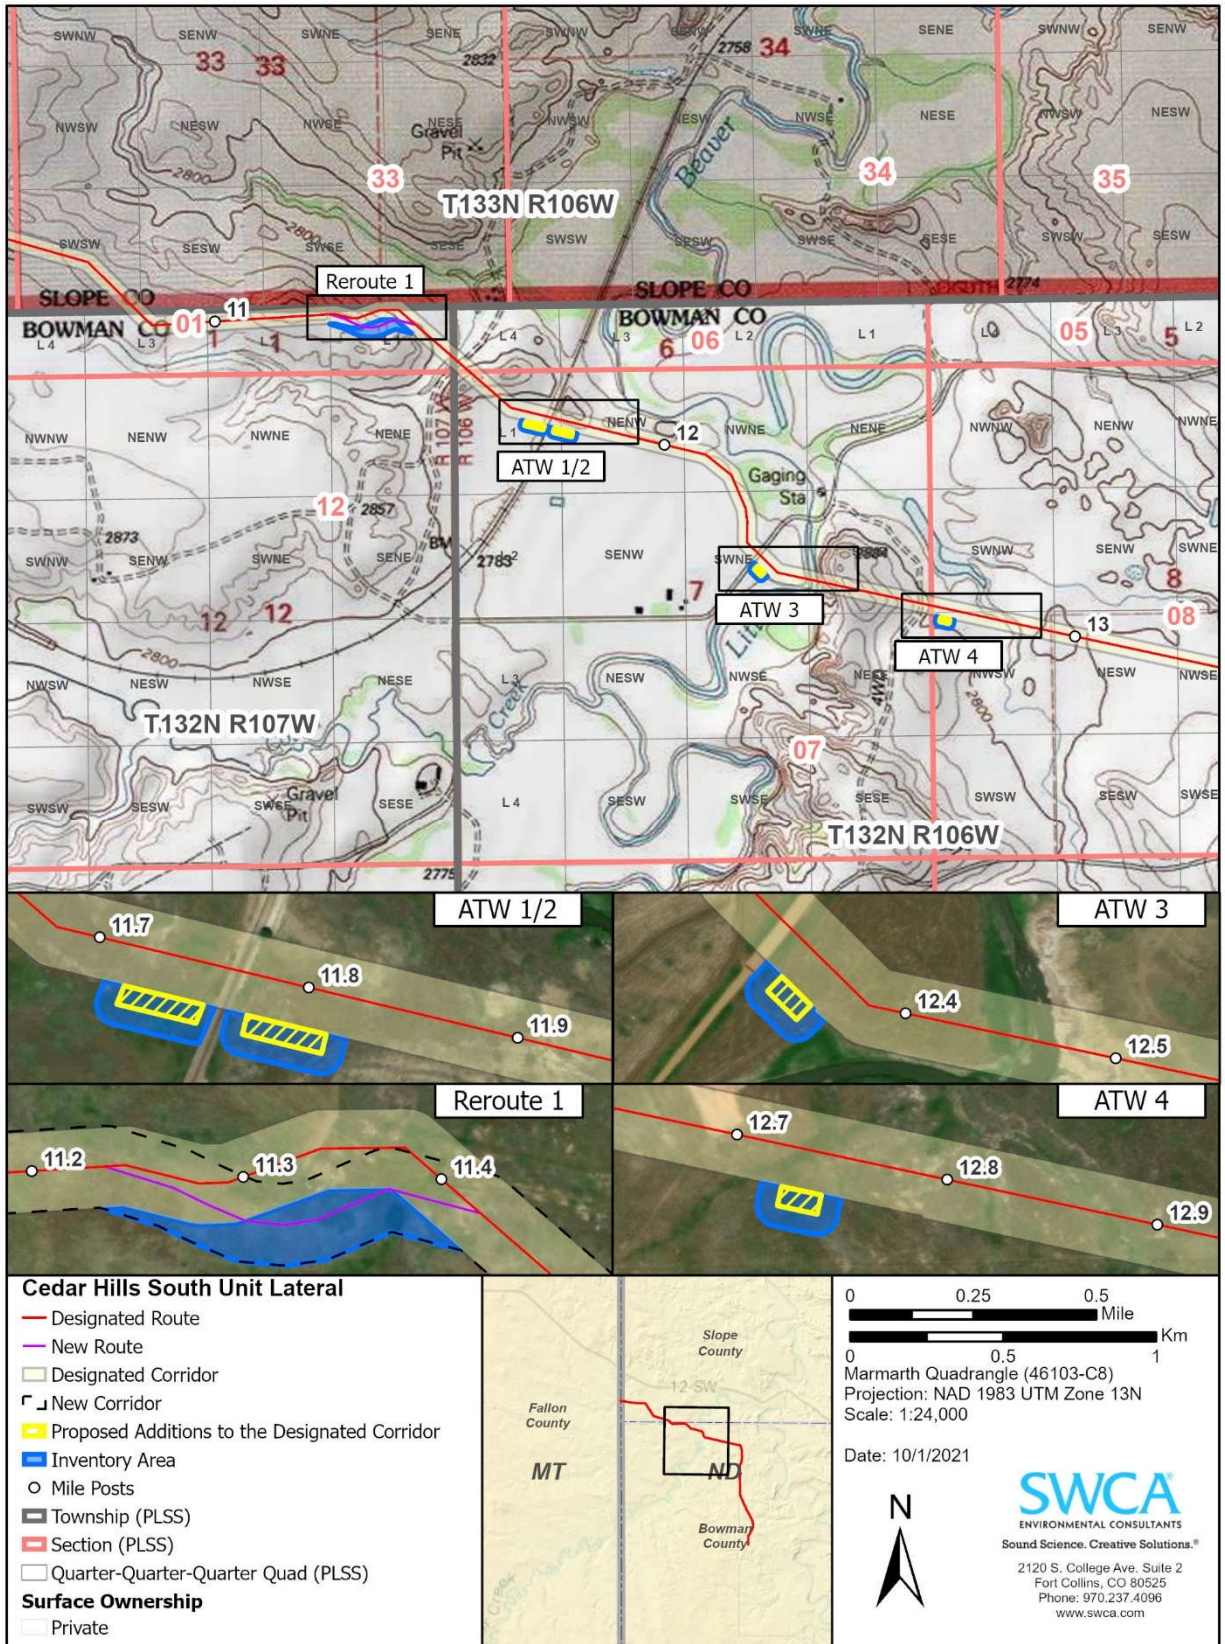 SWNW SENW SWNE SENE SWNW SENW SWNE SENE SWNW SENW
33 33 2832 2758 34
NWSW NESW NWSE NESE NWSW NESW NWSE NESE NWSW NESW
Gravel
Pit
Beaver
2800
33 34 35
T133N R106W
SWSW SESW SWSE SESE SWSW SESW SWSE SESE SWSW SESW
2800
Reroute 1
2774
SLOPE CO SLOPE CO
BOWMAN CO BOWMAN CO
01 11
L 4 L 3 1 1 L 1 L 4 L 3 L 2 L 1 L 3 L 2
6 06 05 5
R 107 W
R 106 W
NWNW NENW NWNE NENE L 1 NENW NWNE NENE NWNW NENW NWNE
12
ATW 1/2
Gaging
Sta
12 2857
2873
BM 2783
SWNW SENW SWNE SENE L 2 SENW SWNE SWNW SENW SWNE
7 8
ATW 3
12 12
08
13
ATW 4
2800
Creek
4WD
NWSW NESW NWSE NESE L 3 NESW NWSE NESE NWSW NESW NWSE
2800
T132N R107W
07
Gravel
Pit
SWSW SESW SWSE SESE L 4 SESW SWSE SESE SWSW SESW SWSE
T132N R106W
2775
ATW 1/2
11.7
11.8
11.9
ATW 3
12.4
12.5
Reroute 1
11.2
11.3
11.4
ATW 4
12.7
12.8
12.9
Cedar Hills South Unit Lateral
Designated Route
New Route
Designated Corridor
New Corridor
Proposed Additions to the Designated Corridor
Inventory Area
Mile Posts
Township (PLSS)
Section (PLSS)
Quarter-Quarter-Quarter Quad (PLSS)
Surface Ownership
Private
Slope
County
12-SW
Fallon
County
MT
ND
Bowman
County
0 0.25 0.5
Mile
Km
0 0.5 1
Marmarth Quadrangle (46103-C8)
Projection: NAD 1983 UTM Zone 13N
Scale: 1:24,000
Date: 10/1/2021
N
SWCA®
ENVIRONMENTAL CONSULTANTS
Sound Science. Creative Solutions.®
2120 S. College Ave. Suite 2
Fort Collins, CO 80525
Phone: 970.237.4096
www.swca.com